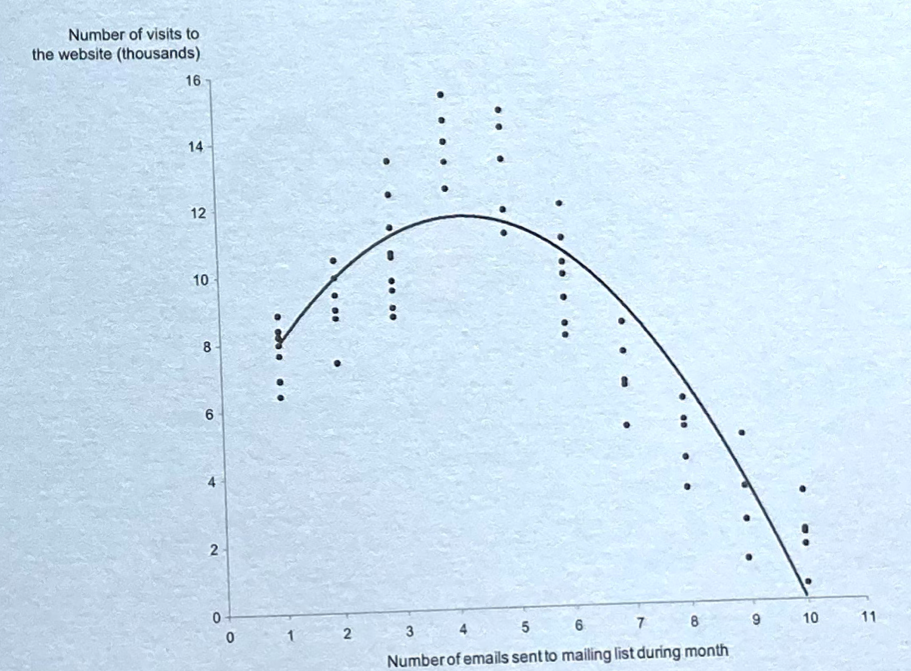 Number of visits to
the website (thousands)
16
14
12
10
8
6
4
2
0
0 1 2 3 4 5 6 7 8 9 10 11
Number of emails sent to mailing list during month